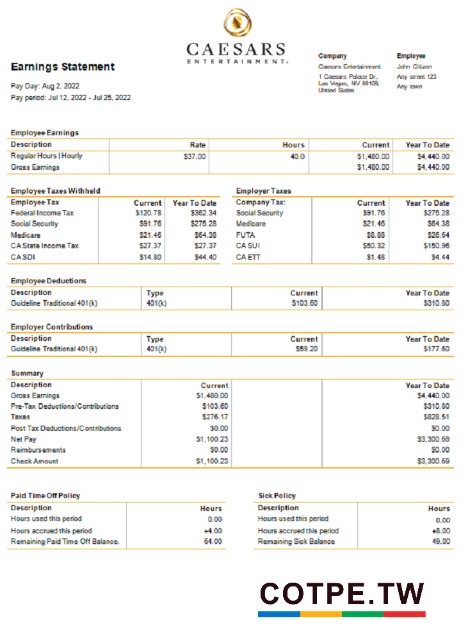 CAESARS
ENTERTAINMENT.
Earnings Statement
Pay Day: Aug 2, 2022
Pay period: Jul 12, 2022 - Jul 25, 2022
Company
Caesars Entertainment
1 Caesars Palace Dr,
Las Vegas, NV 89109,
United States
Employee
John Citizen
Any street 123
Any town
Employee Earnings
Description Rate Hours Current Year To Date
Regular Hours | Hourly $37.00 40.0 $1,480.00 $4,440.00
Gross Earnings $1,480.00 $4,440.00
Employee Taxes Withheld
Employee Tax Current Year To Date
Federal Income Tax $120.78 $362.34
Social Security $91.76 $275.28
Medicare $21.46 $64.38
CA State Income Tax $27.37 $27.37
CA SDI $14.80 $44.40
Employer Taxes
Company Tax: Current Year To Date
Social Security $91.76 $275.28
Medicare $21.46 $64.38
FUTA $8.88 $26.64
CA SUI $50.32 $150.96
CA ETT $1.48 $4.44
Employee Deductions
Description Type Current Year To Date
Guideline Traditional 401(k) 401(k) $103.60 $310.80
Employer Contributions
Description Type Current Year To Date
Guideline Traditional 401(k) 401(k) $59.20 $177.60
Summary
Description Current Year To Date
Gross Earnings $1,480.00 $4,440.00
Pre-Tax Deductions/Contributions $103.60 $310.80
Taxes $276.17 $828.51
Post Tax Deductions/Contributions $0.00 $0.00
Net Pay $1,100.23 $3,300.69
Reimbursements $0.00 $0.00
Check Amount $1,100.23 $3,300.69
Paid Time Off Policy
Description Hours
Hours used this period 0.00
Hours accrued this period +4.00
Remaining Paid Time Off Balance. 64.00
Sick Policy
Description Hours
Hours used this period 0.00
Hours accrued this period +8.00
Remaining Sick Balance 49.00
COTPE.TW